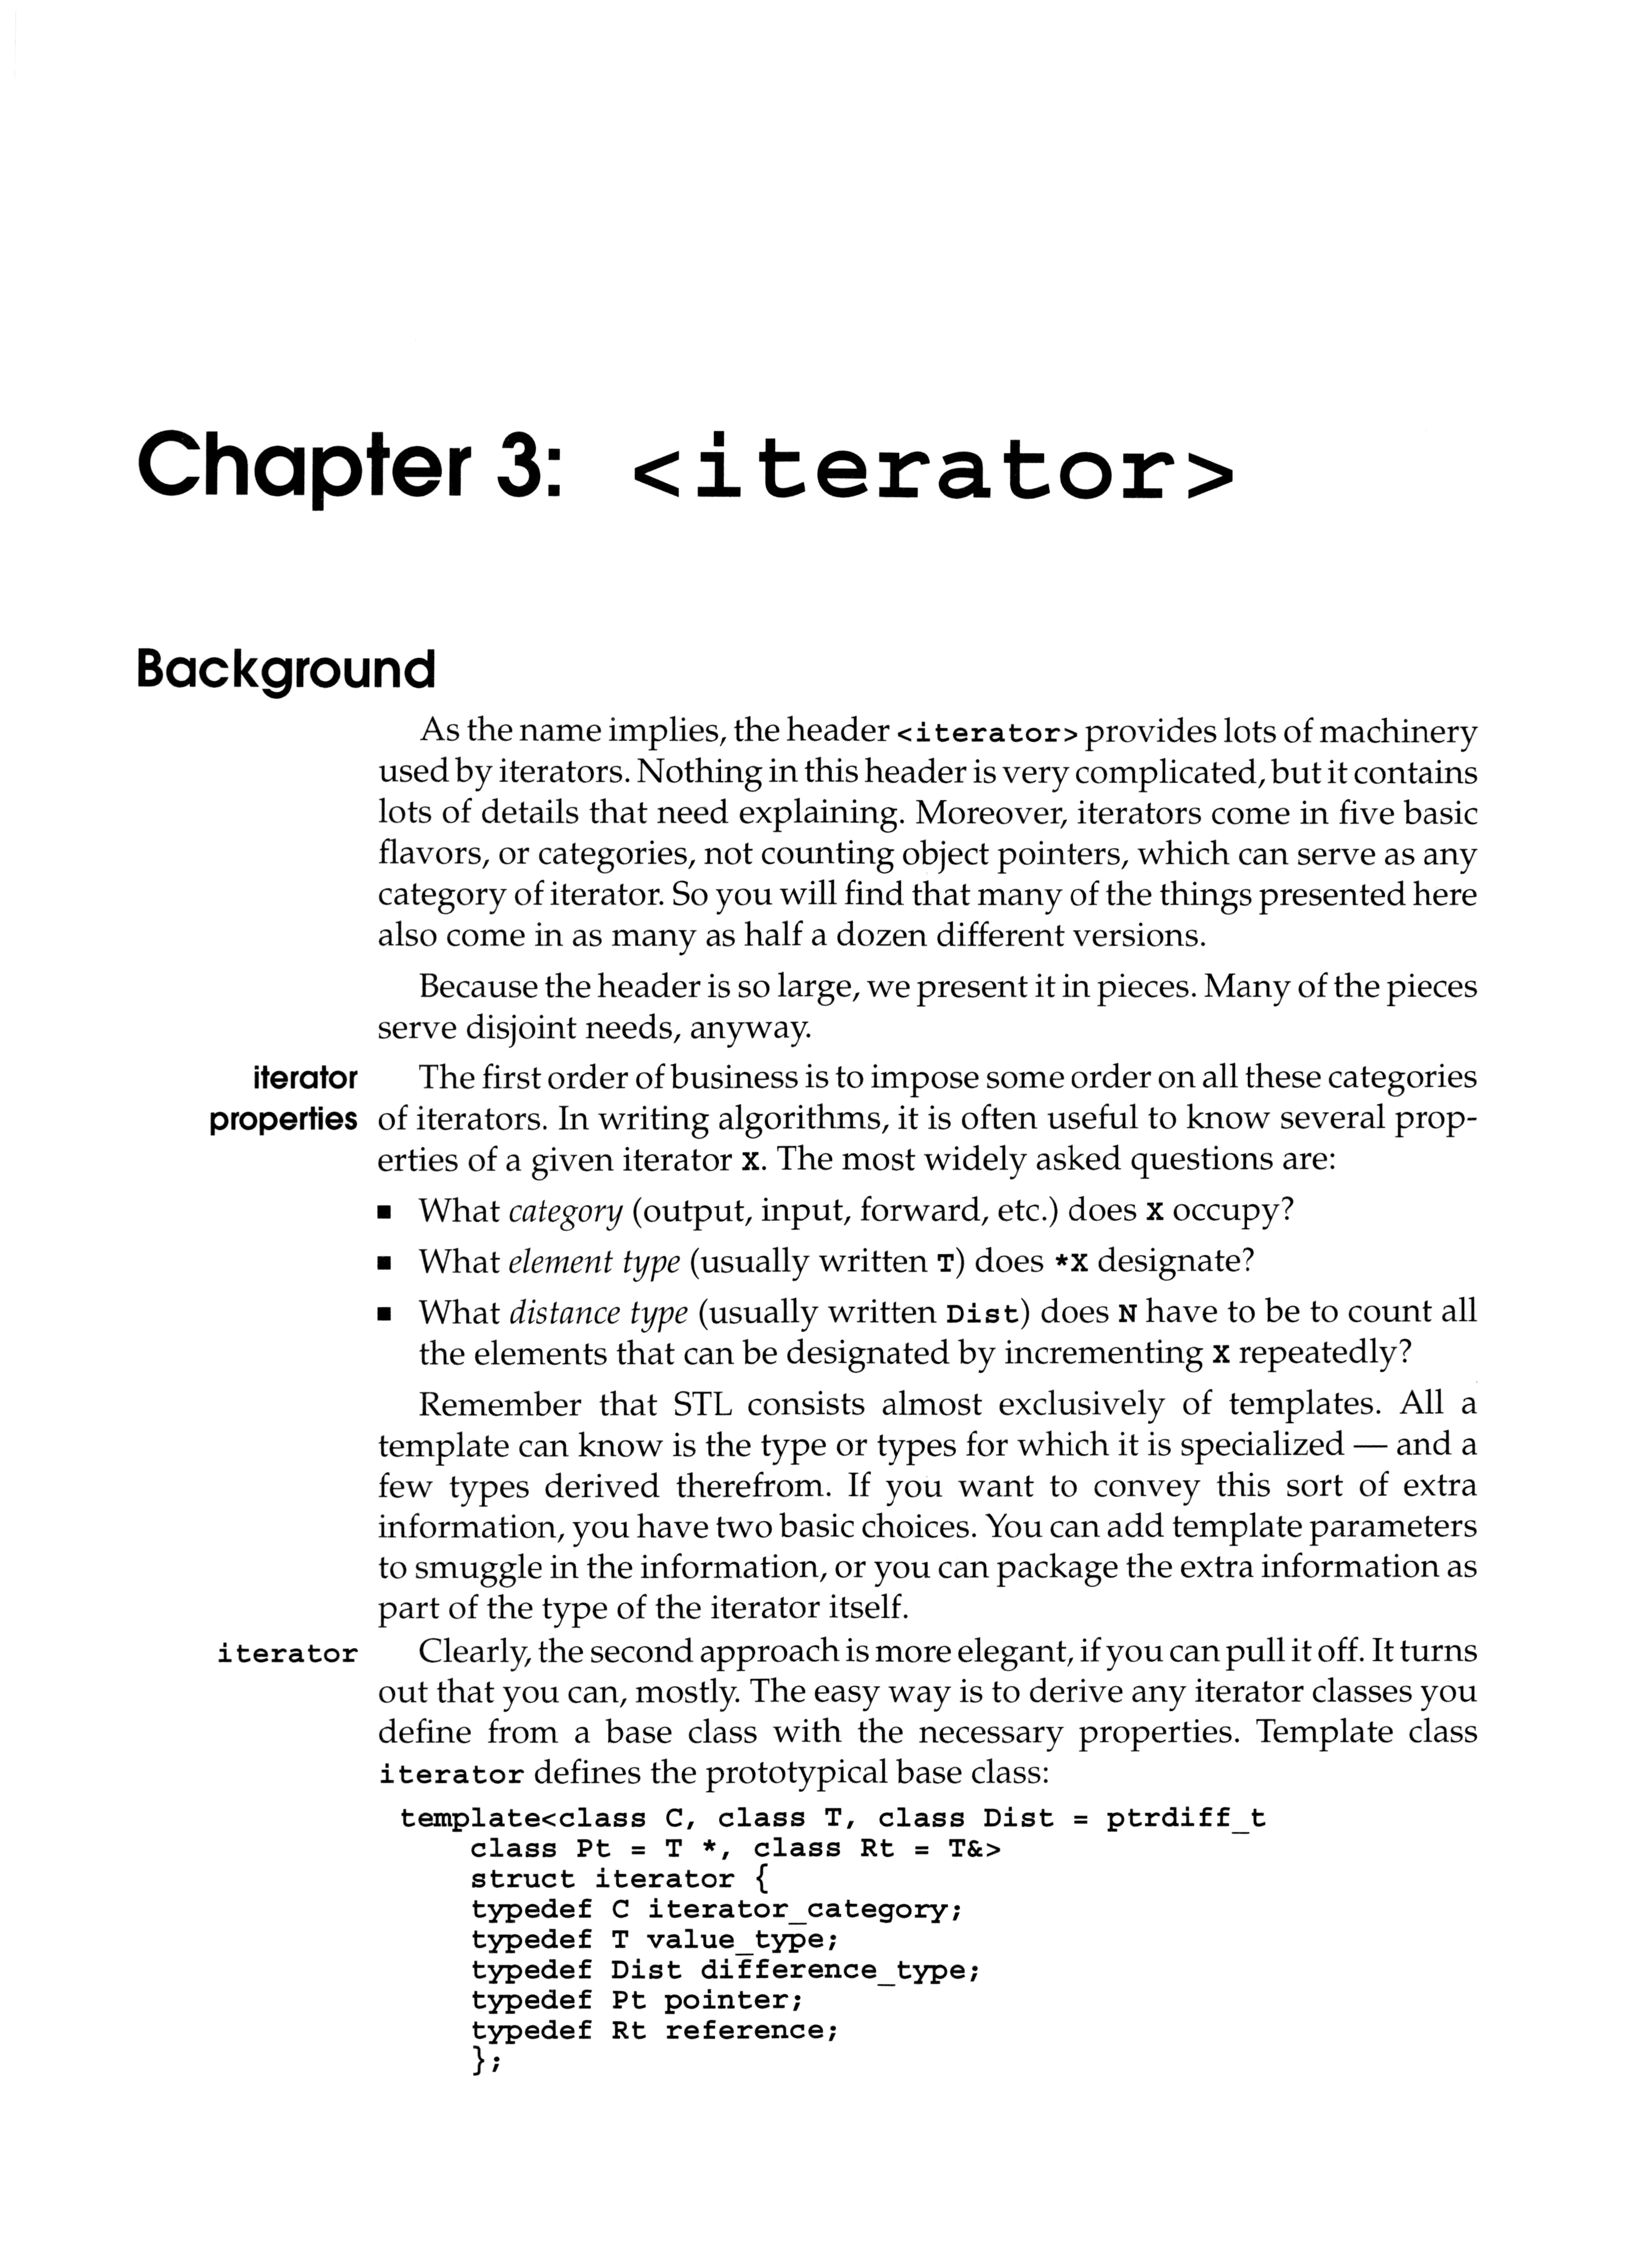 Chapter 3: <iterator>
Background
As the name implies, the header <iterator> provides lots of machinery
used by iterators. Nothing in this header is very complicated, but it contains
lots of details that need explaining. Moreover, iterators come in five basic
flavors, or categories, not counting object pointers, which can serve as any
category of iterator. So you will find that many of the things presented here
also come in as many as half a dozen different versions.
Because the header is so large, we present it in pieces. Many of the pieces
serve disjoint needs, anyway.
iterator
properties
The first order of business is to impose some order on all these categories
of iterators. In writing algorithms, it is often useful to know several prop-
erties of a given iterator X. The most widely asked questions are:
■ What category (output, input, forward, etc.) does X occupy?
■ What element type (usually written T) does *X designate?
■ What distance type (usually written Dist) does N have to be to count all
the elements that can be designated by incrementing X repeatedly?
Remember that STL consists almost exclusively of templates. All a
template can know is the type or types for which it is specialized — and a
few types derived therefrom. If you want to convey this sort of extra
information, you have two basic choices. You can add template parameters
to smuggle in the information, or you can package the extra information as
part of the type of the iterator itself.
iterator
Clearly, the second approach is more elegant, if you can pull it off. It turns
out that you can, mostly. The easy way is to derive any iterator classes you
define from a base class with the necessary properties. Template class
iterator defines the prototypical base class:
template<class C, class T, class Dist = ptrdiff_t
    class Pt = T *, class Rt = T&>
    struct iterator {
    typedef C iterator_category;
    typedef T value_type;
    typedef Dist difference_type;
    typedef Pt pointer;
    typedef Rt reference;
    };